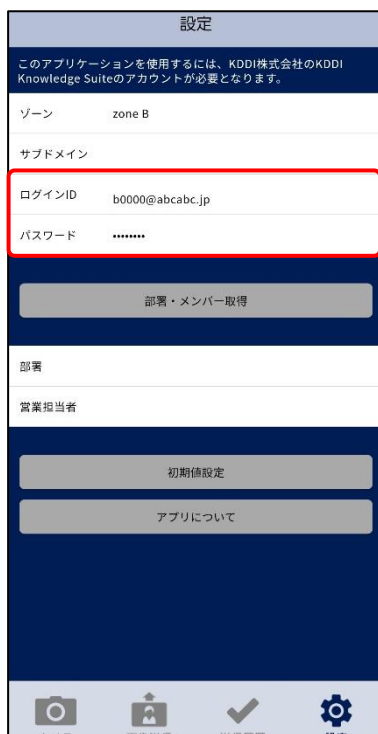 設定
このアプリケーションを使用するには、KDDI株式会社のKDDI
Knowledge Suiteのアカウントが必要となります。
ゾーン zone B
サブドメイン
ログインID b0000@abcabc.jp
パスワード ••••••••
部署・メンバー取得
部署
営業担当者
初期値設定
アプリについて